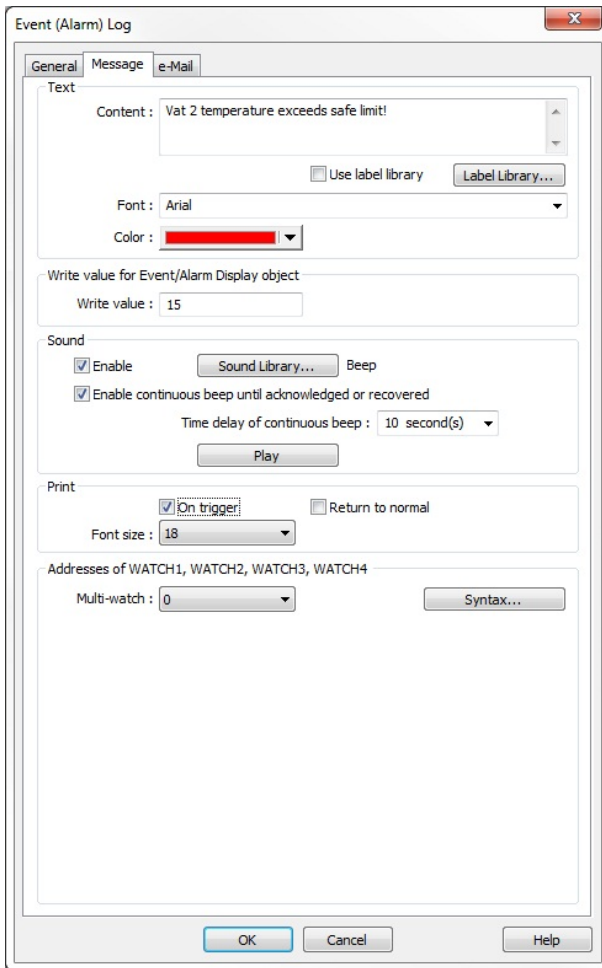 Event (Alarm) Log
General Message e-Mail
Text
Content : Vat 2 temperature exceeds safe limit!
Use label library Label Library...
Font : Arial
Color :
Write value for Event/Alarm Display object
Write value : 15
Sound
Enable Sound Library... Beep
Enable continuous beep until acknowledged or recovered
Time delay of continuous beep : 10 second(s)
Play
Print
On trigger Return to normal
Font size : 18
Addresses of WATCH1, WATCH2, WATCH3, WATCH4
Multi-watch : 0 Syntax...
OK Cancel Help